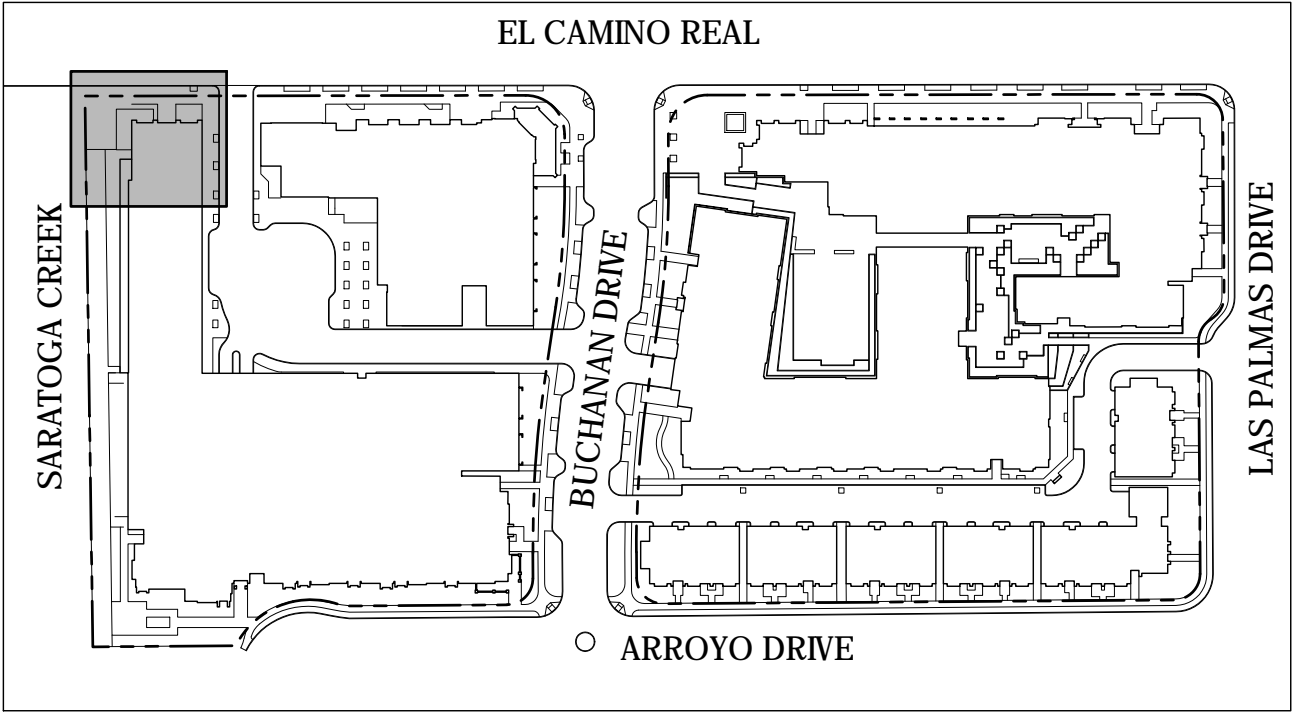 EL CAMINO REAL
SARATOGA CREEK
BUCHANAN DRIVE
LAS PALMAS DRIVE
ARROYO DRIVE